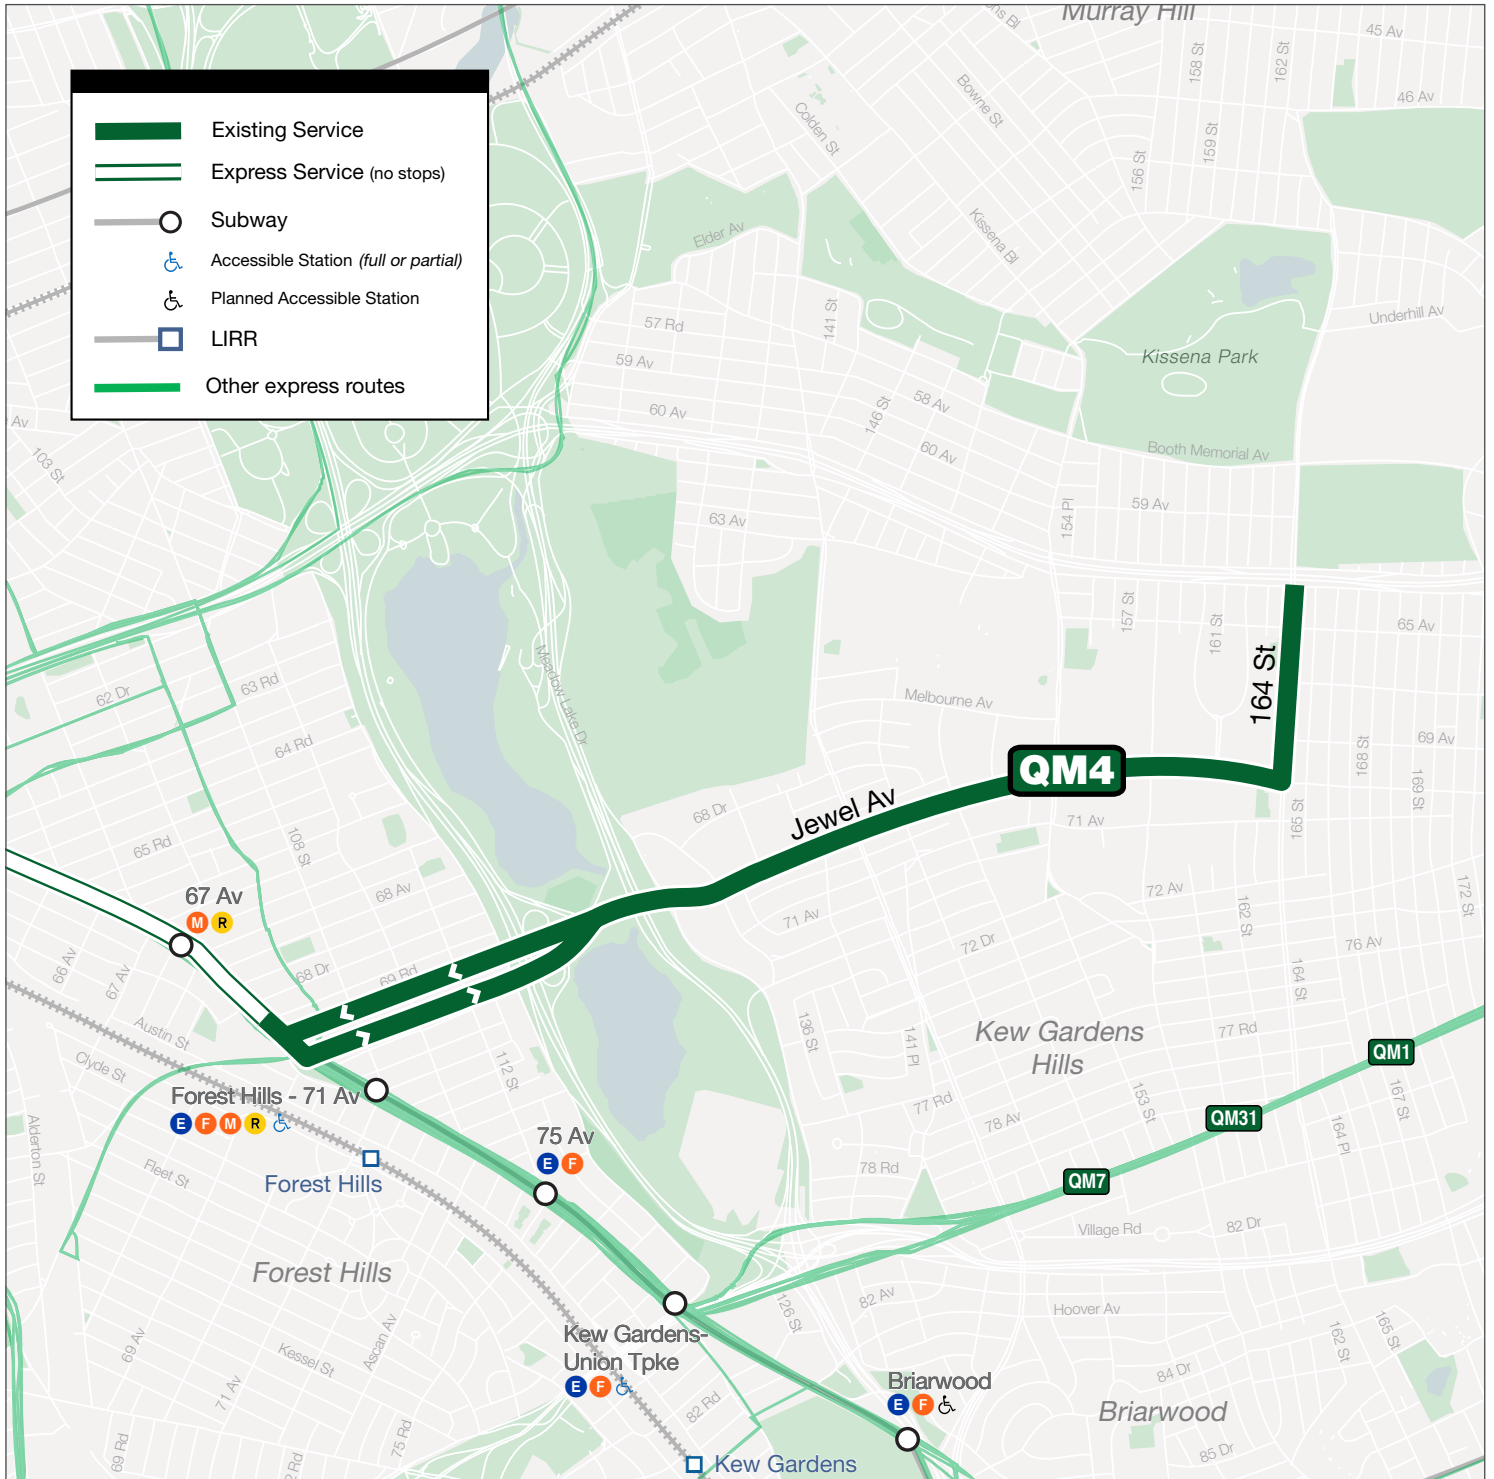 Murray Hill
45 Av
158 St
162 St
46 Av
Bowne St
Colden St
159 St
156 St
Existing Service
Express Service (no stops)
Subway
Accessible Station (full or partial)
Planned Accessible Station
LIRR
Other express routes
Elder Av
Kissena Bl
Underhill Av
57 Rd
141 St
Kissena Park
59 Av
58 Av
60 Av
146 St
Av
103 St
60 Av
Booth Memorial Av
63 Av
154 Pl
59 Av
157 St
161 St
65 Av
164 St
Meadow Lake Dr
62 Dr
63 Rd
Melbourne Av
64 Rd
168 St
69 Av
QM4
Jewel Av
169 St
68 Dr
71 Av
165 St
65 Rd
108 St
67 Av
M R
68 Av
72 Av
172 St
71 Av
162 St
72 Dr
76 Av
66 Av
67 Av
68 Dr
69 Rd
164 St
Austin St
Clyde St
136 St
141 Pl
Kew Gardens
Hills
77 Rd
QM1
112 St
Forest Hills - 71 Av
E F M R
77 Rd
78 Av
153 St
QM31
167 St
164 Pl
Alderton St
75 Av
E F
Fleet St
Forest Hills
78 Rd
QM7
Village Rd
82 Dr
Forest Hills
82 Av
Hoover Av
126 St
69 Av
Kessel St
Ascan Av
Kew Gardens-
Union Tpke
E F
162 St
165 St
84 Dr
Briarwood
E F
71 Av
82 Rd
Briarwood
69 Rd
75 Rd
Rd
85 Dr
Kew Gardens